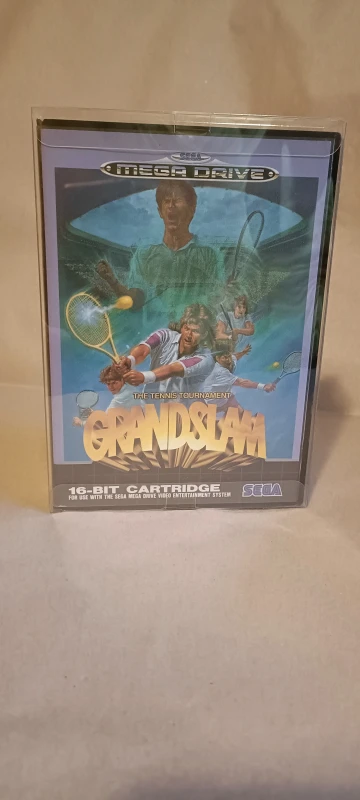 SEGA
MEGA DRIVE
THE TENNIS TOURNAMENT
GRANDSLAM
16-BIT CARTRIDGE
FOR USE WITH THE SEGA MEGA DRIVE VIDEO ENTERTAINMENT SYSTEM
SEGA